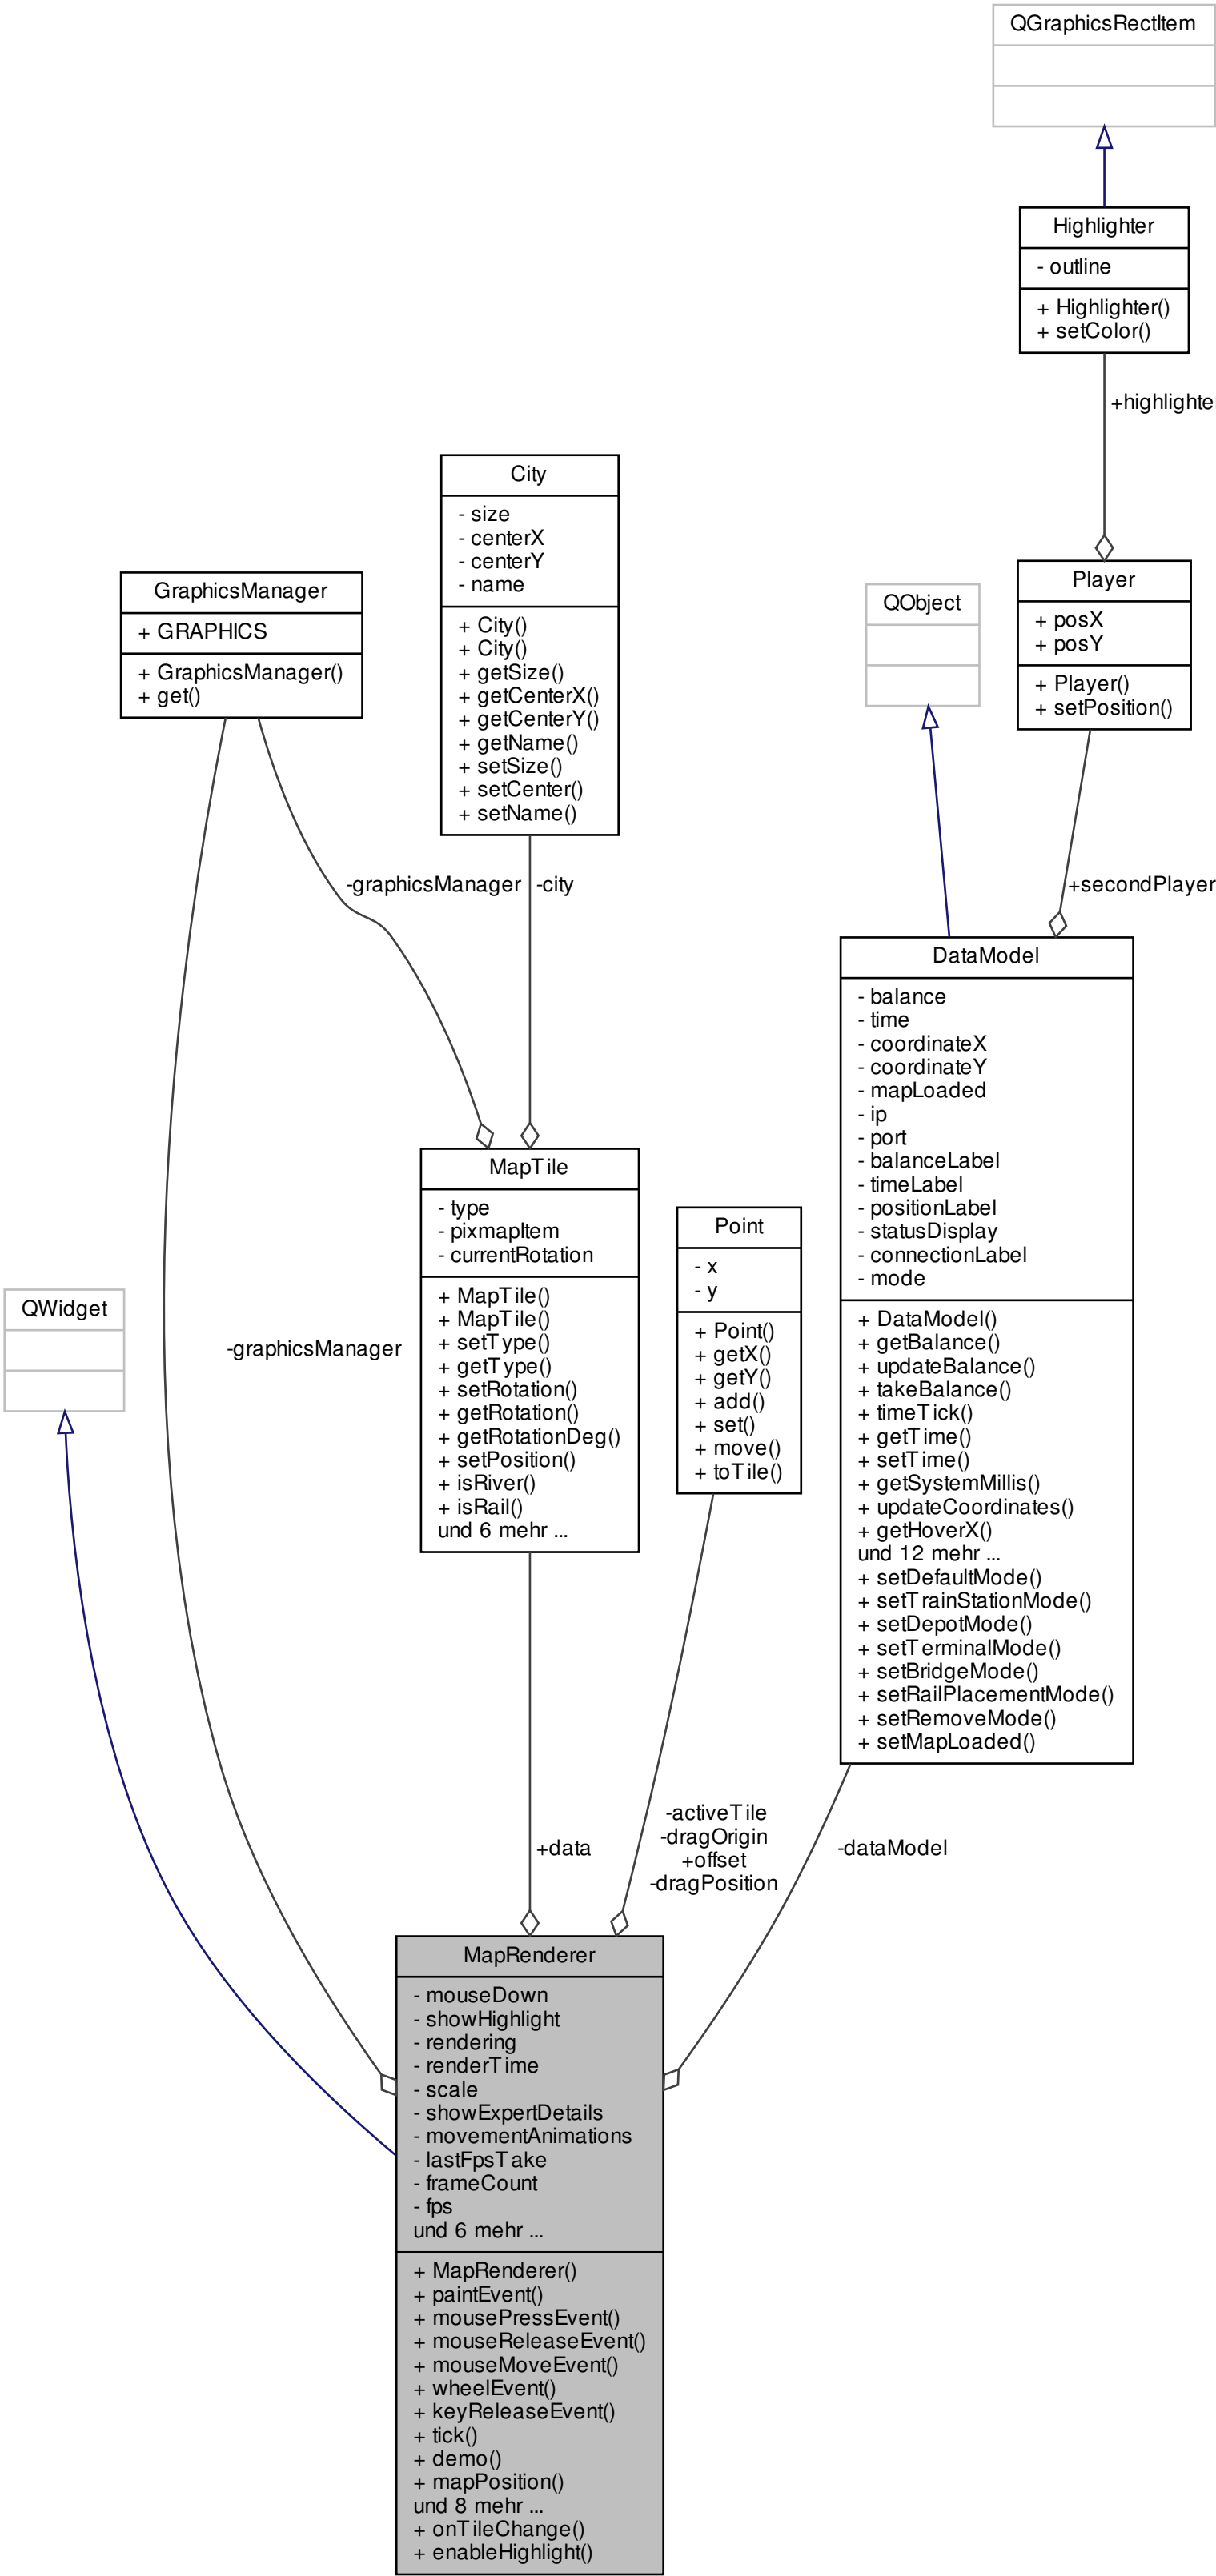 QGraphicsRectItem
Highlighter
- outline
+ Highlighter()
+ setColor()
+highlighte
City
- size
- centerX
- centerY
- name
+ City()
+ City()
+ getSize()
+ getCenterX()
+ getCenterY()
+ getName()
+ setSize()
+ setCenter()
+ setName()
GraphicsManager
+ GRAPHICS
+ GraphicsManager()
+ get()
QObject
Player
+ posX
+ posY
+ Player()
+ setPosition()
-graphicsManager
-city
+secondPlayer
DataModel
- balance
- time
- coordinateX
- coordinateY
- mapLoaded
- ip
- port
- balanceLabel
- timeLabel
- positionLabel
- statusDisplay
- connectionLabel
- mode
+ DataModel()
+ getBalance()
+ updateBalance()
+ takeBalance()
+ timeTick()
+ getTime()
+ setTime()
+ getSystemMillis()
+ updateCoordinates()
+ getHoverX()
und 12 mehr ...
+ setDefaultMode()
+ setTrainStationMode()
+ setDepotMode()
+ setTerminalMode()
+ setBridgeMode()
+ setRailPlacementMode()
+ setRemoveMode()
+ setMapLoaded()
MapTile
- type
- pixmapItem
- currentRotation
+ MapTile()
+ MapTile()
+ setType()
+ getType()
+ setRotation()
+ getRotation()
+ getRotationDeg()
+ setPosition()
+ isRiver()
+ isRail()
und 6 mehr ...
Point
- x
- y
+ Point()
+ getX()
+ getY()
+ add()
+ set()
+ move()
+ toTile()
QWidget
-graphicsManager
+data
-activeTile
-dragOrigin
+offset
-dragPosition
-dataModel
MapRenderer
- mouseDown
- showHighlight
- rendering
- renderTime
- scale
- showExpertDetails
- movementAnimations
- lastFpsTake
- frameCount
- fps
und 6 mehr ...
+ MapRenderer()
+ paintEvent()
+ mousePressEvent()
+ mouseReleaseEvent()
+ mouseMoveEvent()
+ wheelEvent()
+ keyReleaseEvent()
+ tick()
+ demo()
+ mapPosition()
und 8 mehr ...
+ onTileChange()
+ enableHighlight()